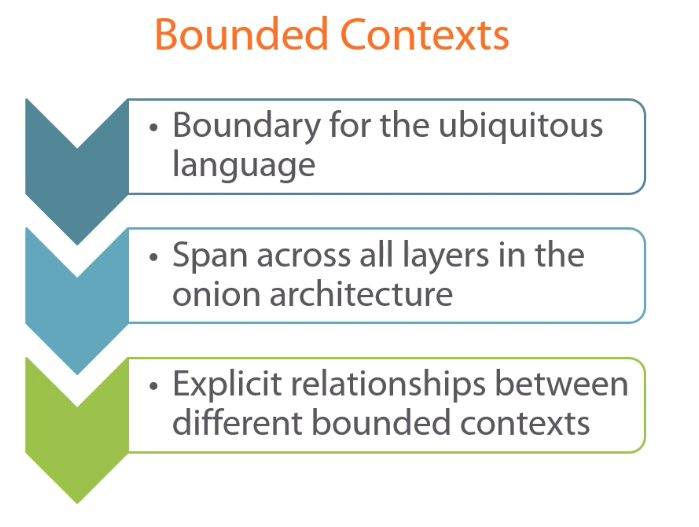 Bounded Contexts
• Boundary for the ubiquitous
language
• Span across all layers in the
onion architecture
• Explicit relationships between
different bounded contexts